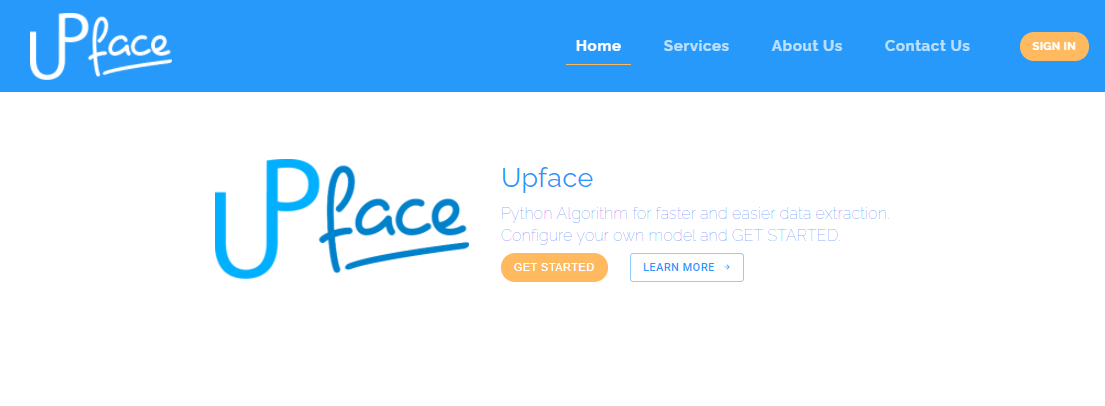 UPface
Home Services About Us Contact Us SIGN IN
UPface
Upface
Python Algorithm for faster and easier data extraction.
Configure your own model and GET STARTED.
GET STARTED LEARN MORE →